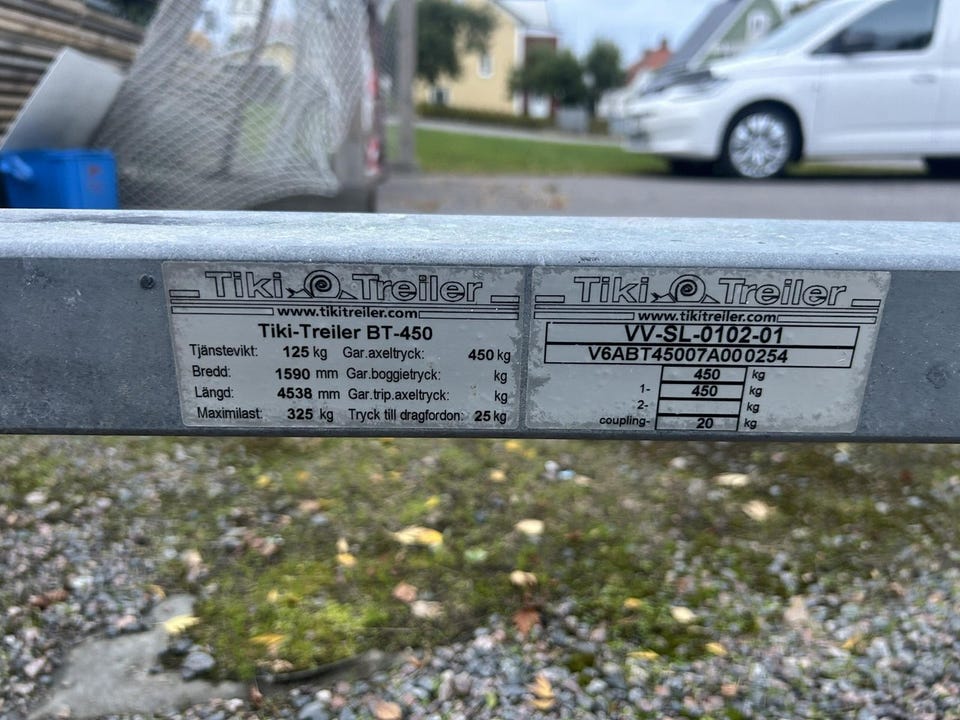 Tiki Treiler
www.tikitreiler.com
Tiki-Treiler BT-450
Tjänstevikt: 125 kg Gar.axeltryck: 450 kg
Bredd: 1590 mm Gar.boggietryck: kg
Längd: 4538 mm Gar.trip.axeltryck: kg
Maximilast: 325 kg Tryck till dragfordon: 25 kg
Tiki Treiler
www.tikitreiler.com
VV-SL-0102-01
V6ABT45007A000254
450 kg
1- 450 kg
2- kg
coupling- 20 kg